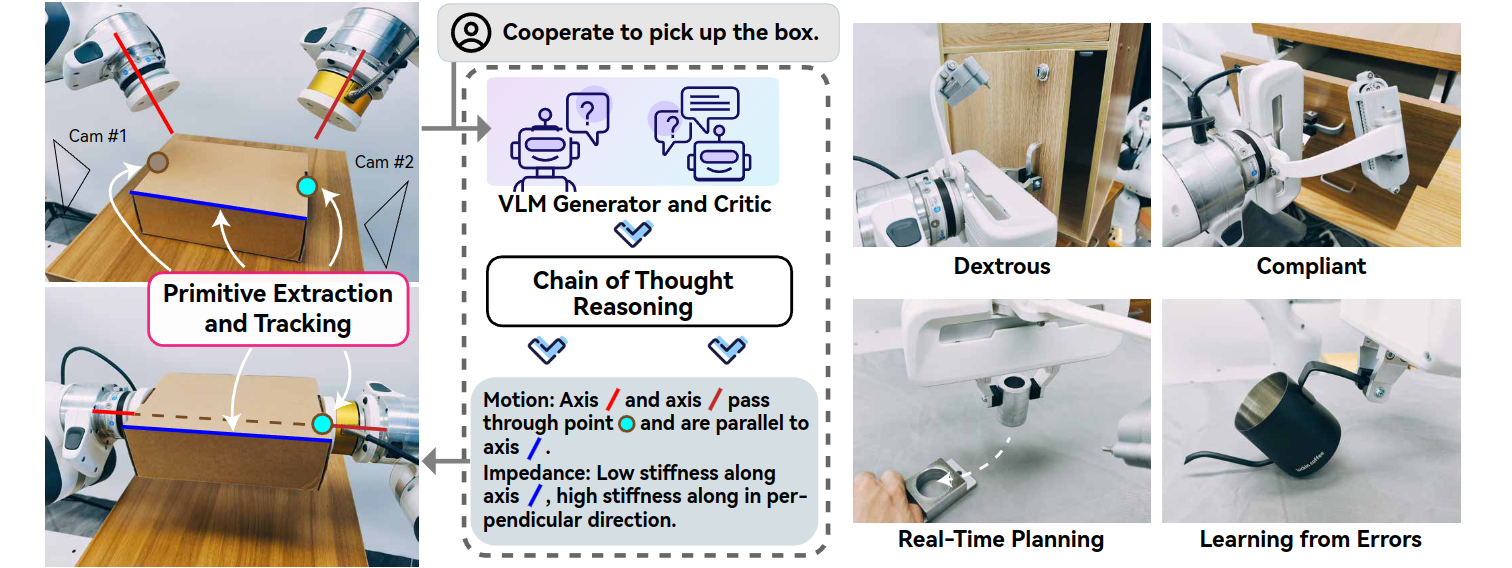 Cam #1
Cam #2
Primitive Extraction
and Tracking
Cooperate to pick up the box.
?
?
VLM Generator and Critic
Chain of Thought
Reasoning
Motion: Axis and axis pass
through point and are parallel to
axis .
Impedance: Low stiffness along
axis , high stiffness along in per-
pendicular direction.
Dextrous
Compliant
Real-Time Planning
Learning from Errors